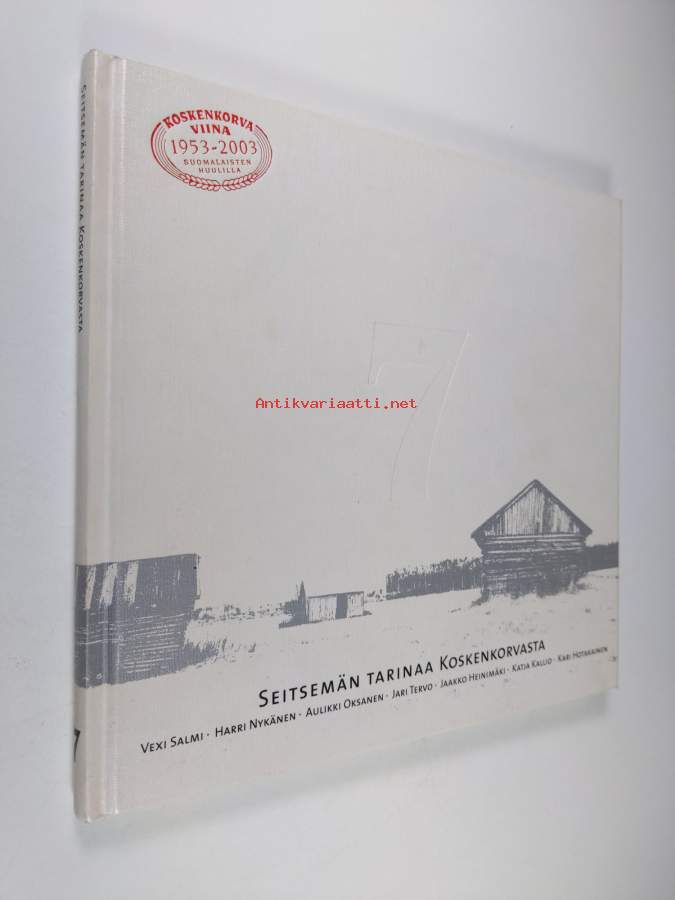 KOSKENKORVA
VIINA
1953-2003
SUOMALAISTEN
HUULILLA
SEITSEMÄN TARINAA KOSKENKORVASTA
7
Antikvariaatti.net
SEITSEMÄN TARINAA KOSKENKORVASTA
VEXI SALMI · HARRI NYKÄNEN · AULIKKI OKSANEN · JARI TERVO · JAAKKO HEINIMÄKI · KATJA KALLIO · KARI HOTAKAINEN
7